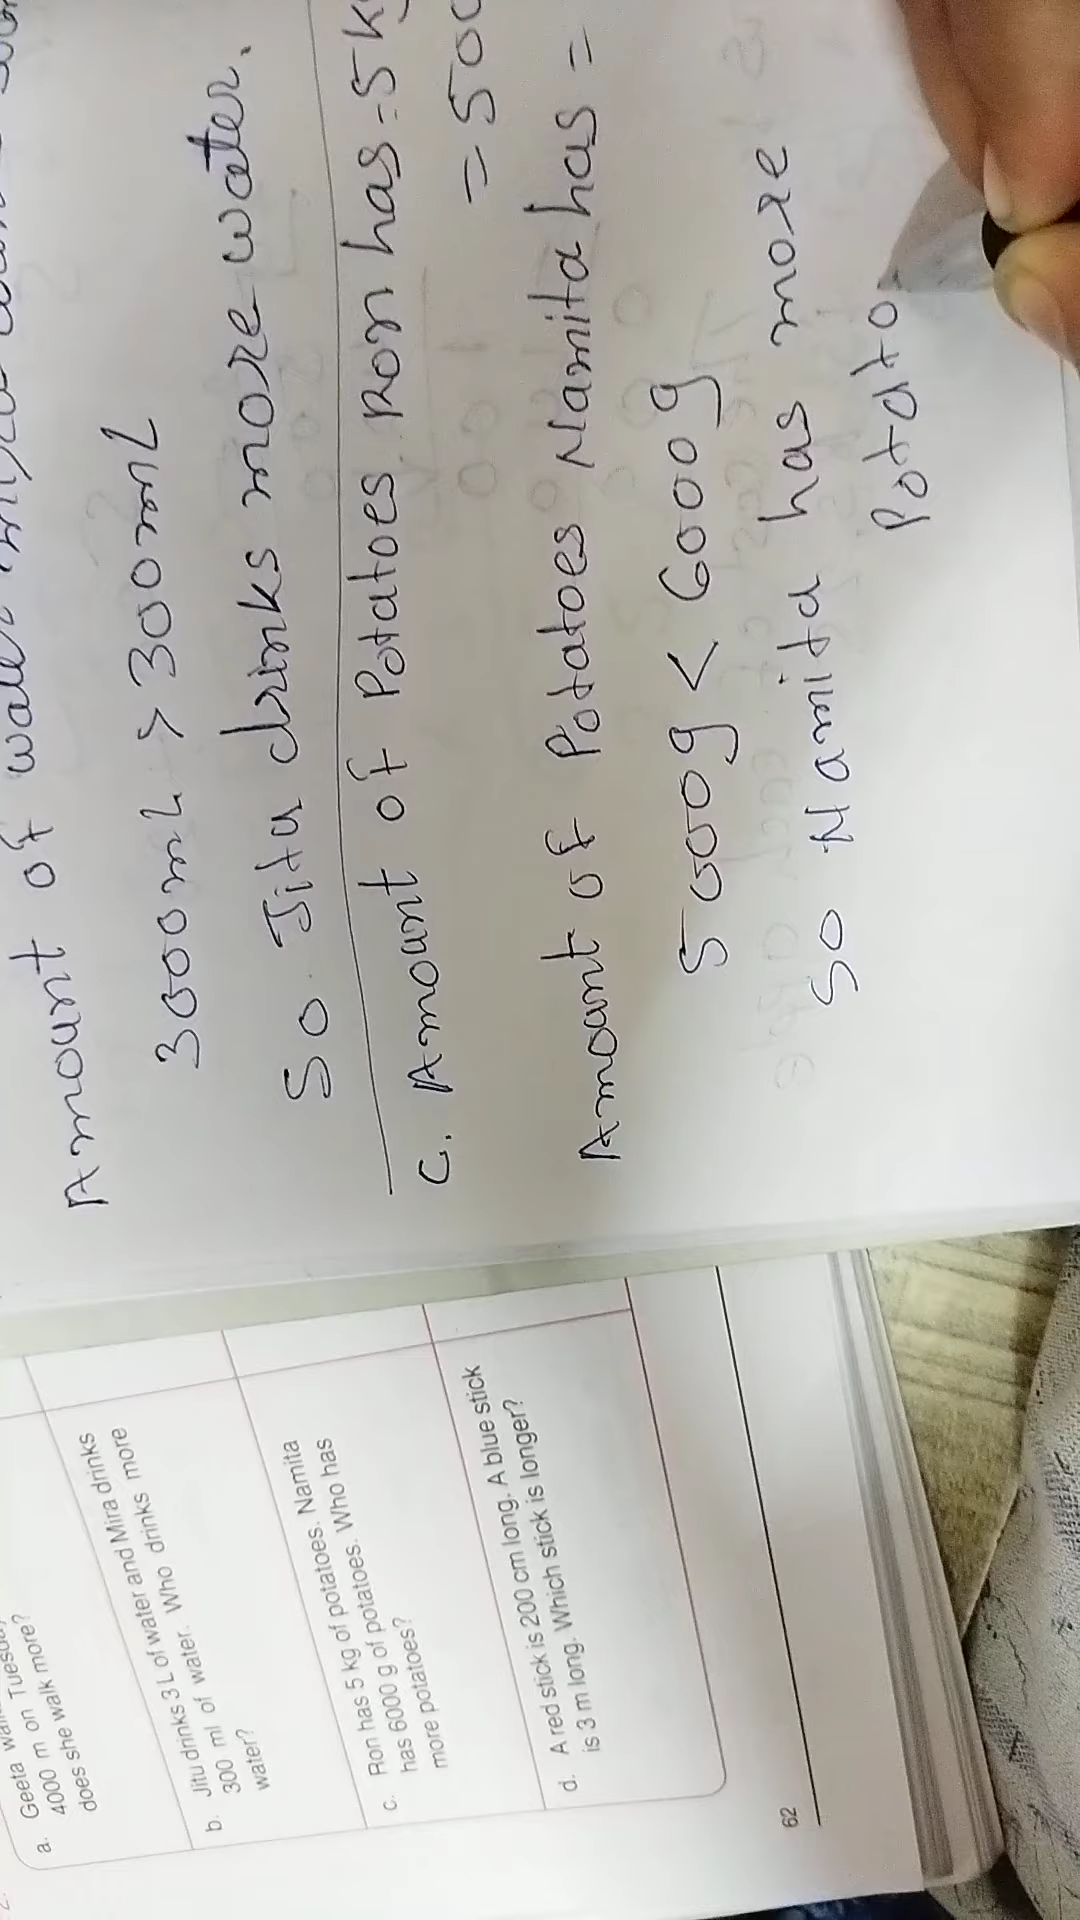 Amount of water
3000mL > 300mL
So Jitu drinks more water.
C. Amount of Potatoes Ron has = 5kg
= 500
Amount of Potatoes Namita has =
5000g < 6000g
So Namita has more
Potato
a. Geeta
4000 m on Tuesday,
does she walk more?
b. Jitu drinks 3 L of water and Mira drinks
300 ml of water. Who drinks more
water?
c. Ron has 5 kg of potatoes. Namita
has 6000 g of potatoes. Who has
more potatoes?
d. A red stick is 200 cm long. A blue stick
is 3 m long. Which stick is longer?
62